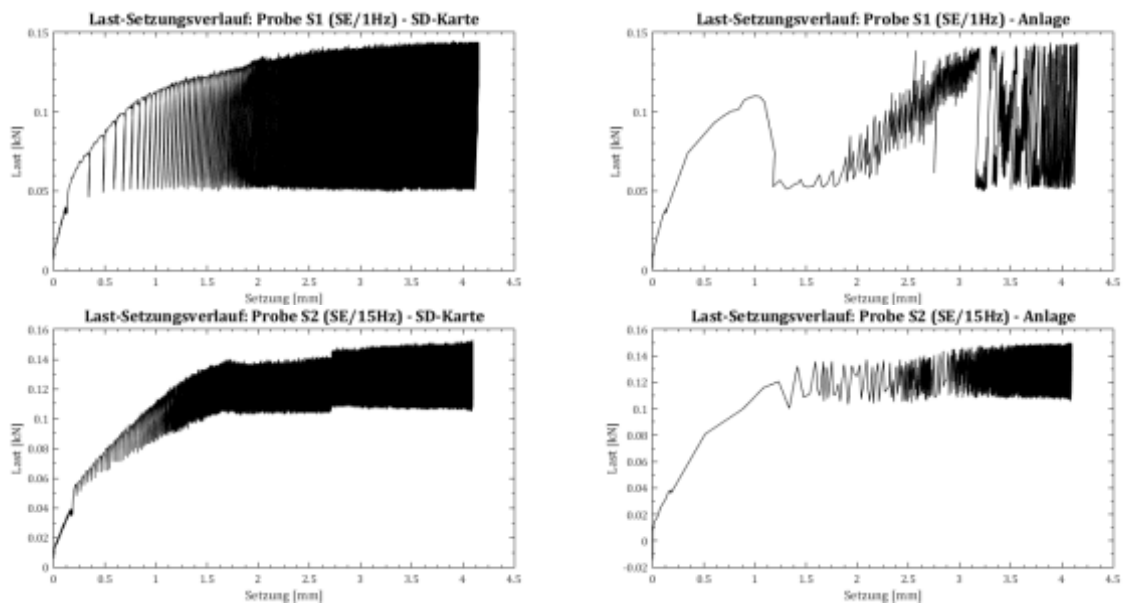 Last-Setzungsverlauf: Probe S1 (SE/1Hz) - SD-Karte
0.15
0.1
0.05
0
Last [kN]
0 0.5 1 1.5 2 2.5 3 3.5 4 4.5
Setzung [mm]
Last-Setzungsverlauf: Probe S1 (SE/1Hz) - Anlage
0.15
0.1
0.05
0
Last [kN]
0 0.5 1 1.5 2 2.5 3 3.5 4 4.5
Setzung [mm]
Last-Setzungsverlauf: Probe S2 (SE/15Hz) - SD-Karte
0.16
0.14
0.12
0.1
0.08
0.06
0.04
0.02
0
Last [kN]
0 0.5 1 1.5 2 2.5 3 3.5 4 4.5
Setzung [mm]
Last-Setzungsverlauf: Probe S2 (SE/15Hz) - Anlage
0.16
0.14
0.12
0.1
0.08
0.06
0.04
0.02
0
-0.02
Last [kN]
0 0.5 1 1.5 2 2.5 3 3.5 4 4.5
Setzung [mm]